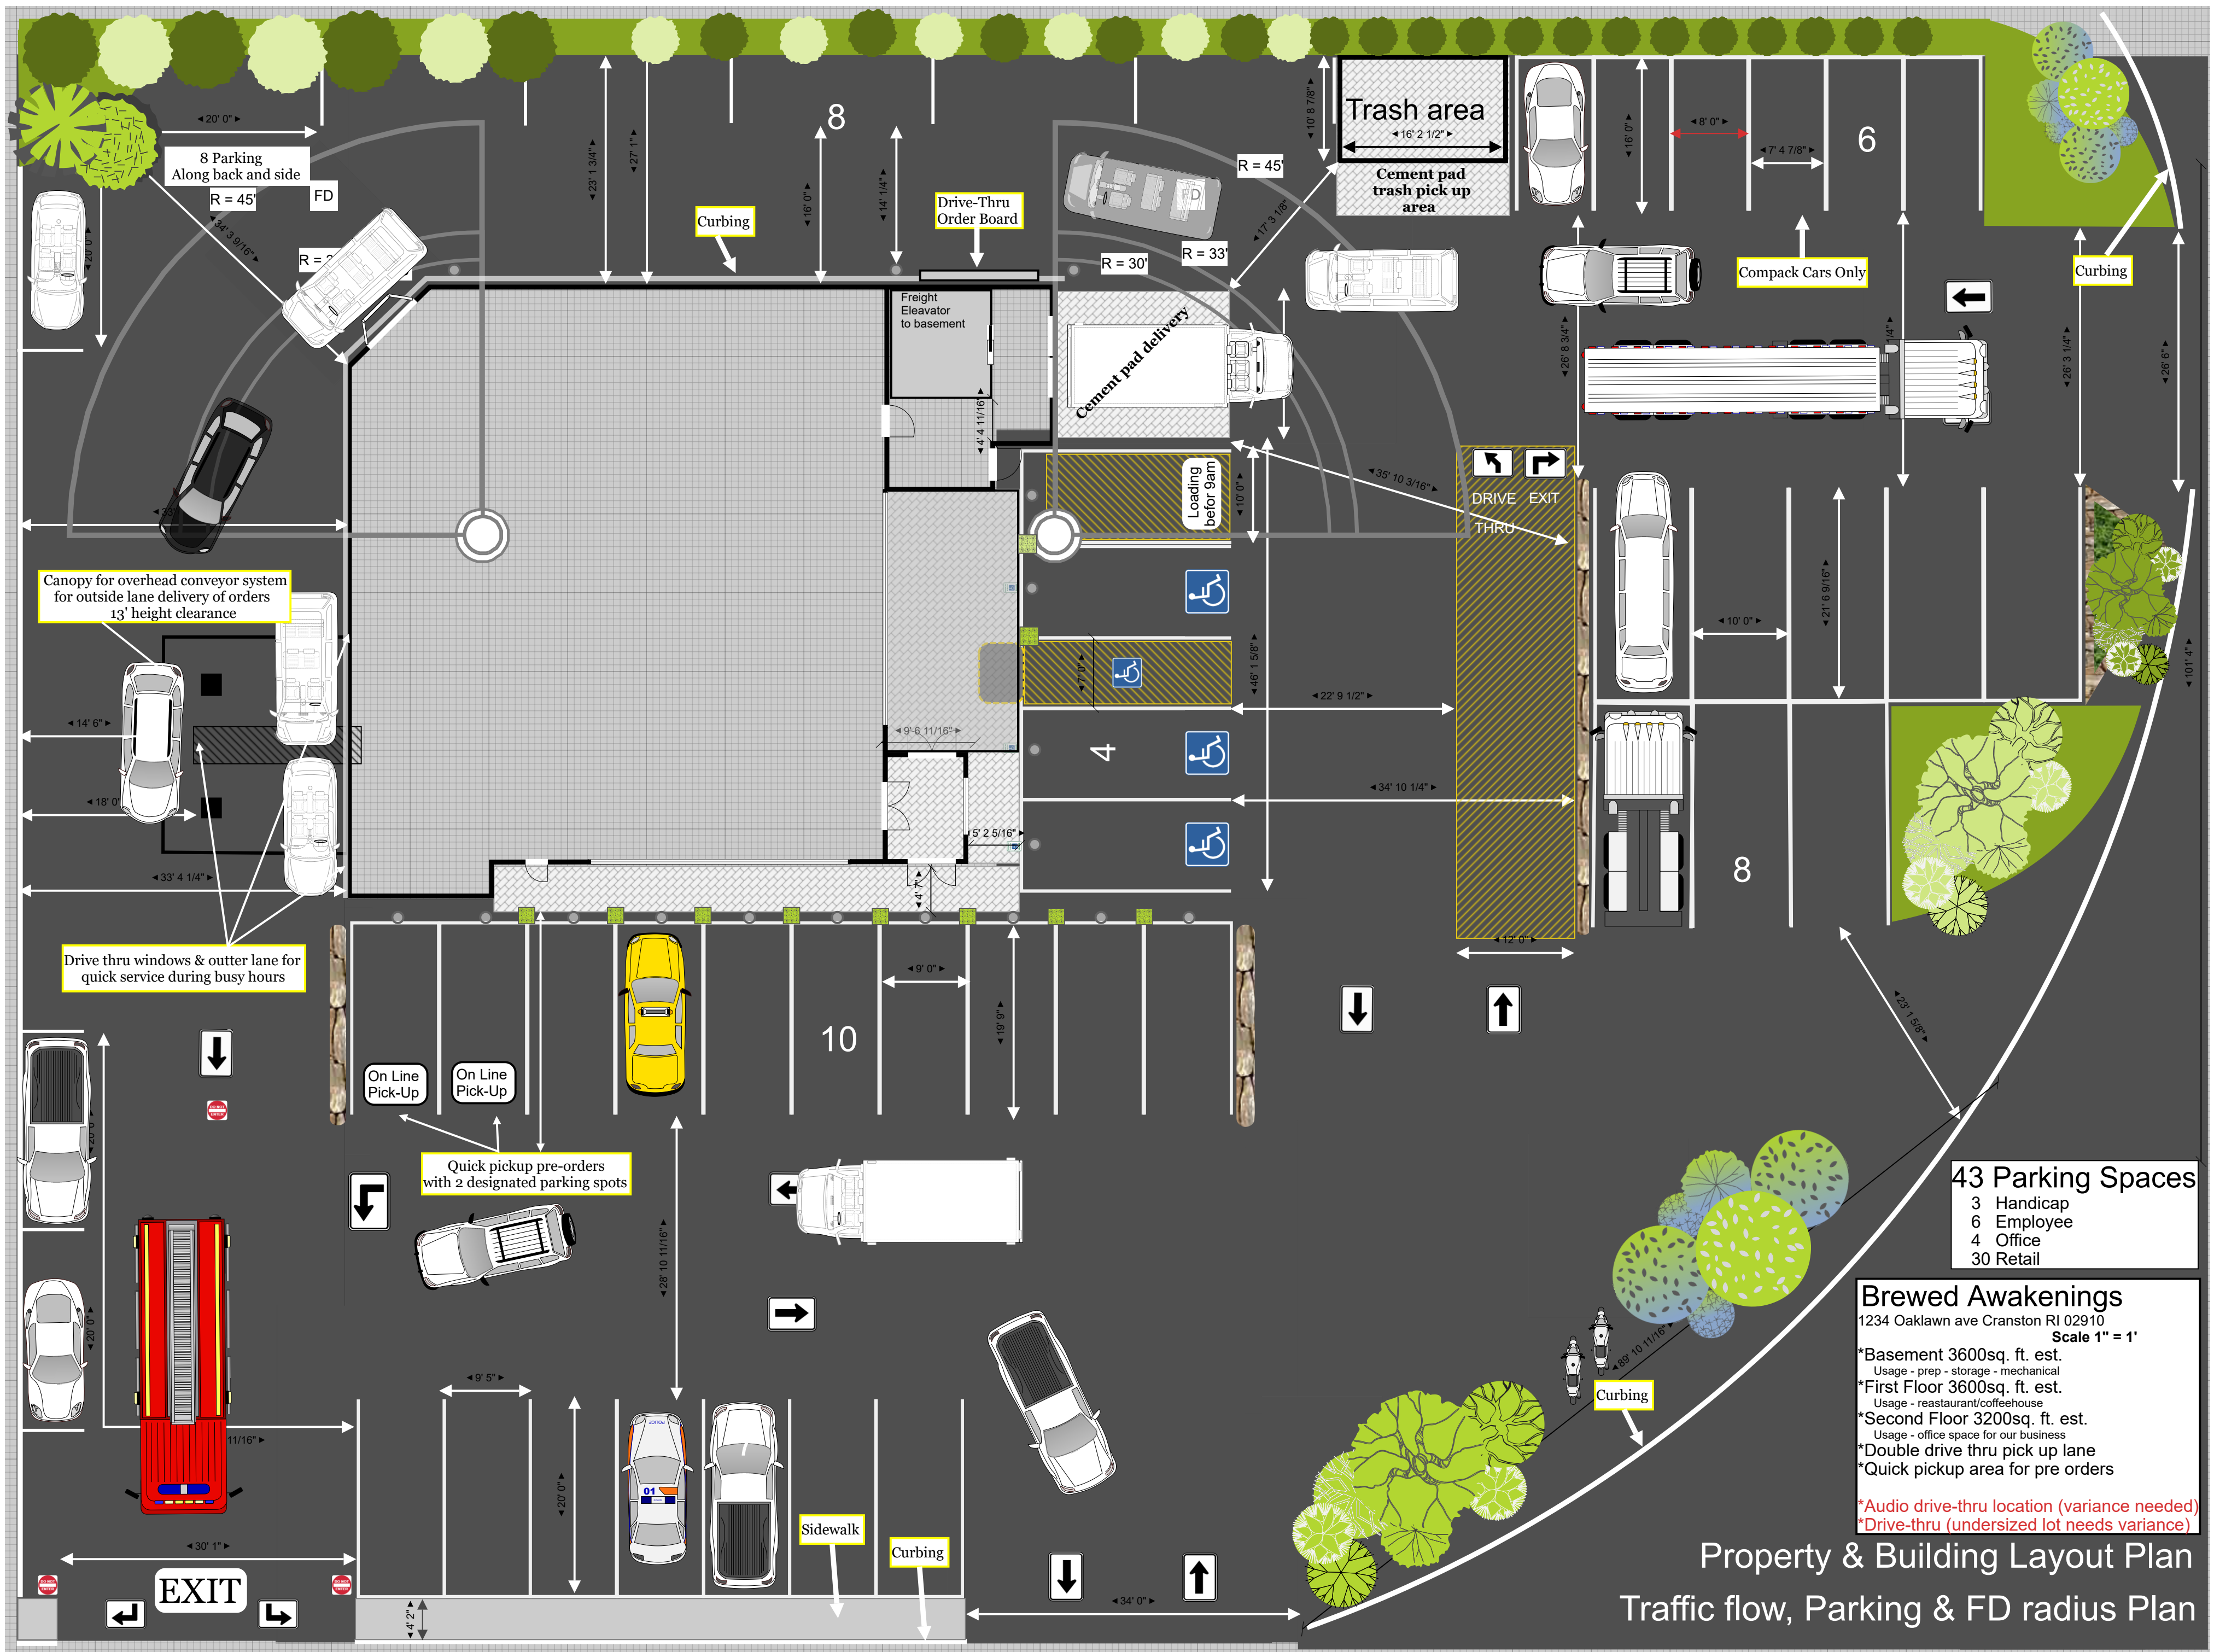 8
Trash area
16' 2 1/2"
10' 8 7/8"
Cement pad
trash pick up
area
6
16' 0"
8' 0"
7' 4 7/8"
20' 0"
8 Parking
Along back and side
R = 45'
FD
34' 3 9/16"
20' 0"
23' 1 3/4"
27' 1"
16' 0"
14' 1/4"
Curbing
Drive-Thru
Order Board
R = 45'
R = 33'
R = 30'
17' 3 1/8"
Compack Cars Only
Curbing
Freight
Eleavator
to basement
4' 4 11/16"
Cement pad delivery
26' 8 3/4"
26' 3 1/4"
26' 6"
Loading
befor 9am
10' 0"
35' 10 3/16"
DRIVE
THRU
EXIT
Canopy for overhead conveyor system
for outside lane delivery of orders
13' height clearance
14' 6"
18' 0"
33' 4 1/4"
7' 0"
46' 1 5/8"
22' 9 1/2"
34' 10 1/4"
10' 0"
21' 6 9/16"
101' 4"
9' 6 11/16"
4
5' 2 5/16"
4' 7"
8
12' 0"
23' 1 5/8"
Drive thru windows & outter lane for
quick service during busy hours
On Line
Pick-Up
On Line
Pick-Up
10
9' 0"
19' 9"
Quick pickup pre-orders
with 2 designated parking spots
28' 10 11/16"
20' 0"
20' 0"
11/16"
9' 5"
20' 0"
POLICE
01
Sidewalk
Curbing
30' 1"
EXIT
4' 2"
34' 0"
89' 10 11/16"
Curbing
43 Parking Spaces
3 Handicap
6 Employee
4 Office
30 Retail
Brewed Awakenings
1234 Oaklawn ave Cranston RI 02910
Scale 1" = 1'
*Basement 3600sq. ft. est.
Usage - prep - storage - mechanical
*First Floor 3600sq. ft. est.
Usage - reastaurant/coffeehouse
*Second Floor 3200sq. ft. est.
Usage - office space for our business
*Double drive thru pick up lane
*Quick pickup area for pre orders
*Audio drive-thru location (variance needed)
*Drive-thru (undersized lot needs variance)
Property & Building Layout Plan
Traffic flow, Parking & FD radius Plan